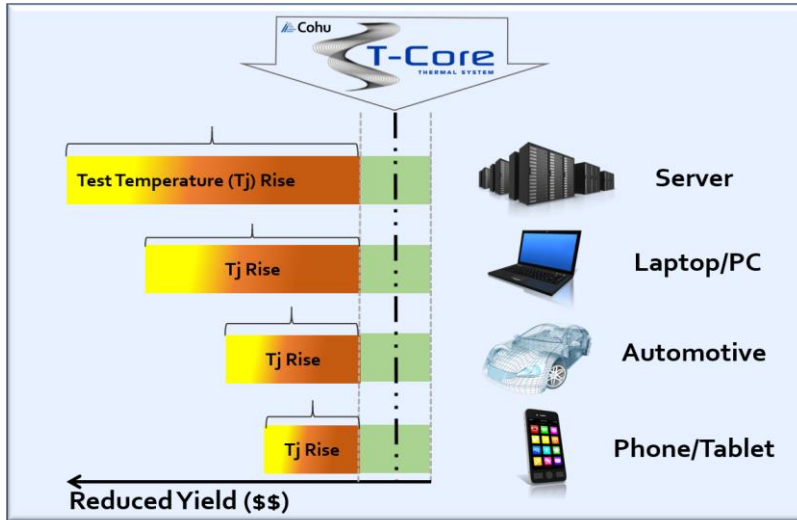 Cohu
T-Core
THERMAL SYSTEM
Test Temperature (Tj) Rise
Server
Tj Rise
Laptop/PC
Tj Rise
Automotive
Tj Rise
Phone/Tablet
Reduced Yield ($$)